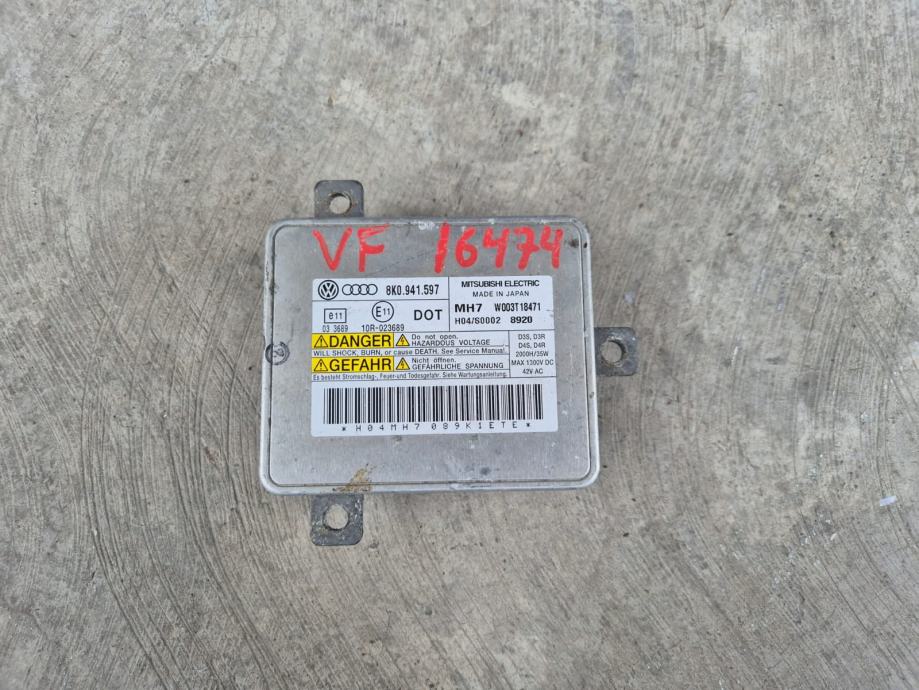 VF 16474
8K0.941.597
MITSUBISHI ELECTRIC
MADE IN JAPAN
e11
E11
DOT
MH7 W003T18471
H04/S0002 8920
03 3689 10R-023689
DANGER
Do not open.
HAZARDOUS VOLTAGE
WILL SHOCK, BURN, or cause DEATH. See Service Manual.
GEFAHR
Nicht öffnen.
GEFÄHRLICHE SPANNUNG
Es besteht Stromschlag-, Feuer-und Todesgefahr. Siehe Wartungsanleitung.
D3S, D3R
D4S, D4R
2000H/35W
MAX 1300V DC
42V AC
*H04MH7089K1ETE*